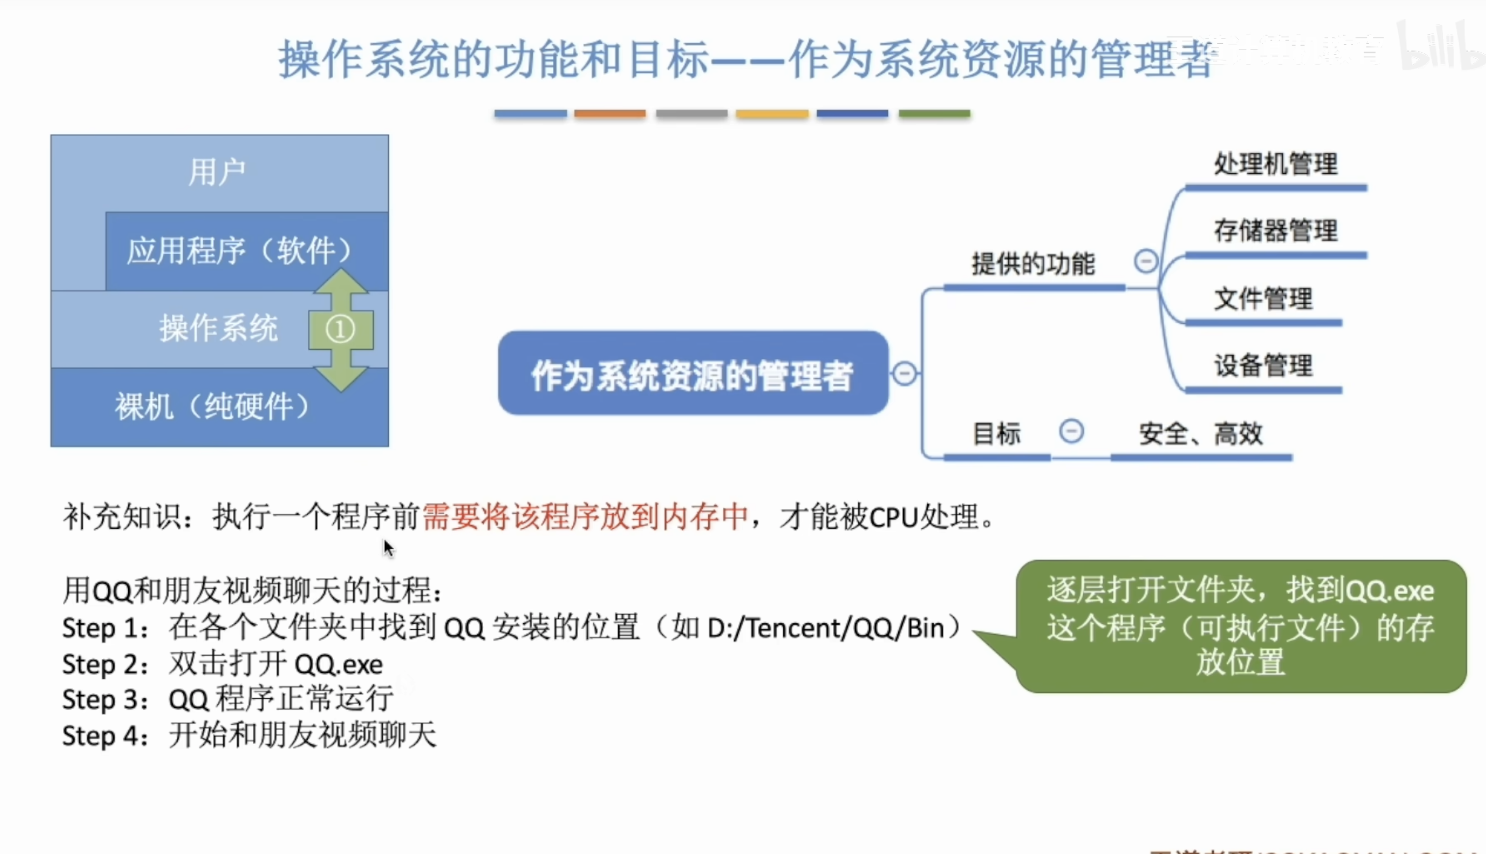 操作系统的功能和目标——作为系统资源的管理者
用户
应用程序（软件）
操作系统
①
裸机（纯硬件）
作为系统资源的管理者
提供的功能
处理机管理
存储器管理
文件管理
设备管理
目标
安全、高效
补充知识：执行一个程序前需要将该程序放到内存中，才能被CPU处理。
用QQ和朋友视频聊天的过程：
Step 1：在各个文件夹中找到 QQ 安装的位置（如 D:/Tencent/QQ/Bin）
Step 2：双击打开 QQ.exe
Step 3：QQ 程序正常运行
Step 4：开始和朋友视频聊天
逐层打开文件夹，找到QQ.exe
这个程序（可执行文件）的存
放位置